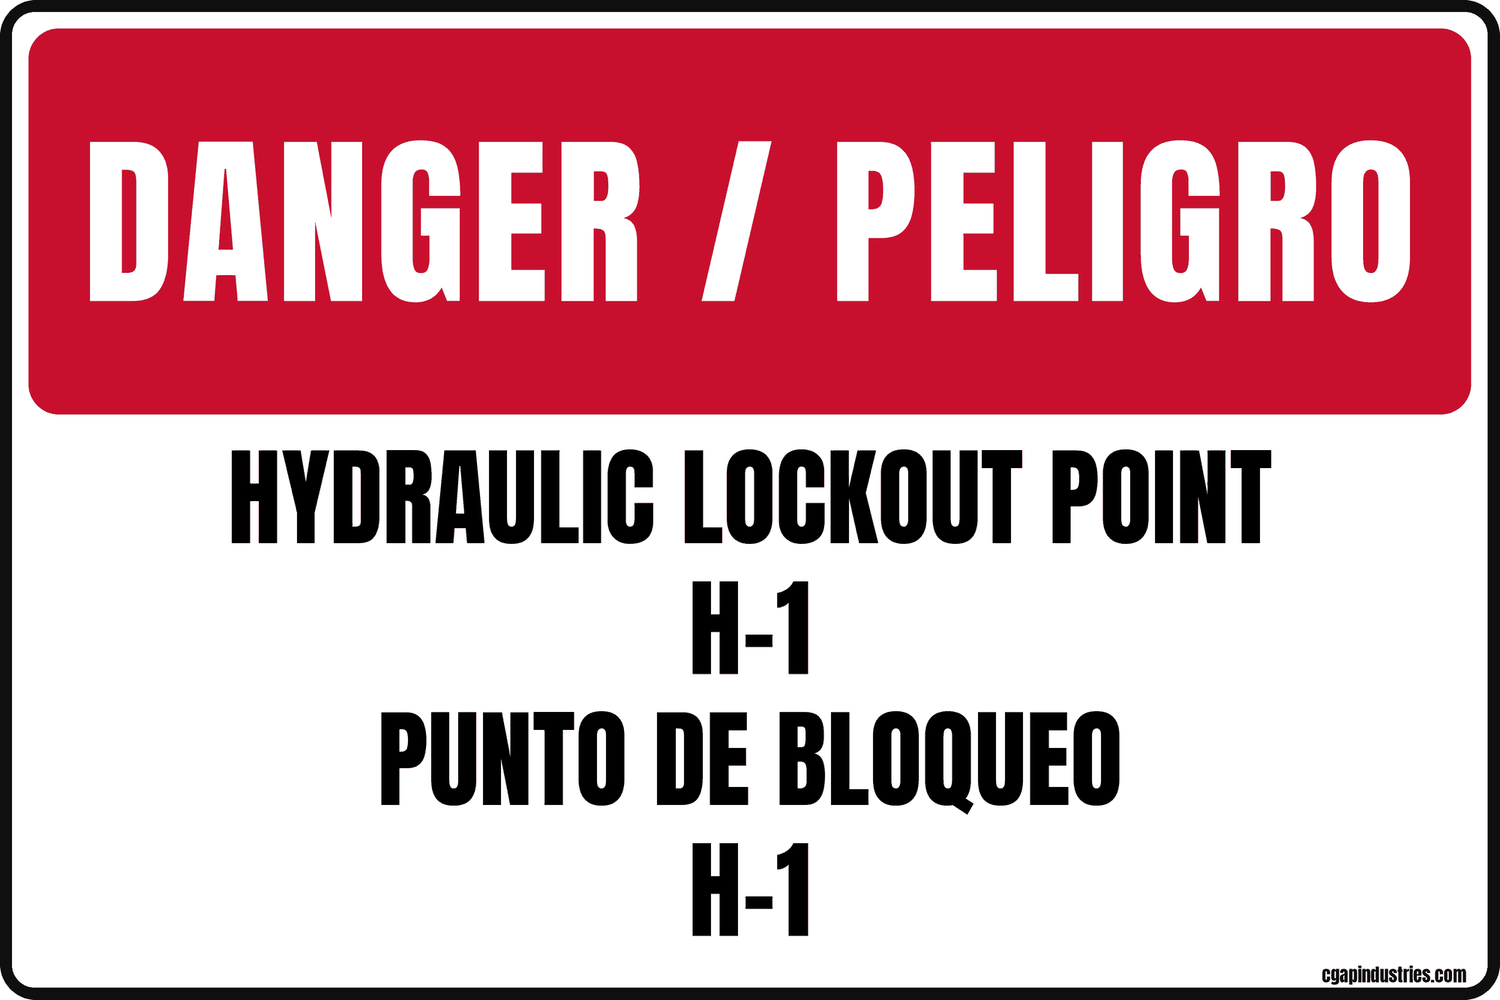 DANGER / PELIGRO
HYDRAULIC LOCKOUT POINT
H-1
PUNTO DE BLOQUEO
H-1
cgapindustries.com